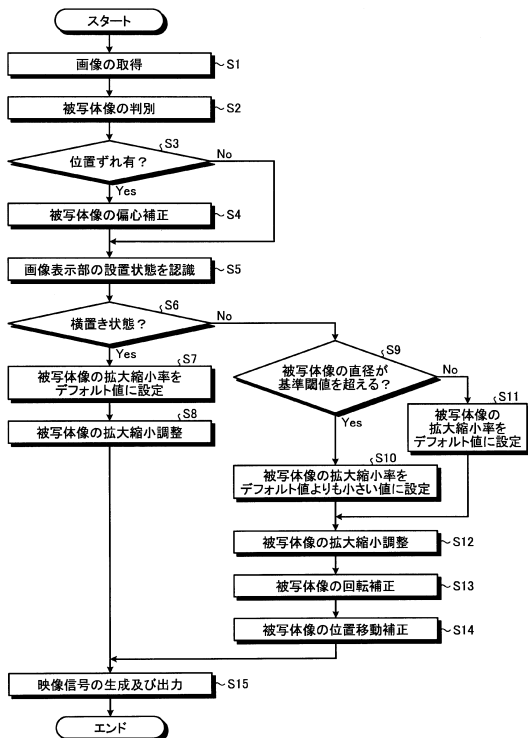 スタート
画像の取得
S1
被写体像の判別
S2
S3
位置ずれ有？
No
Yes
被写体像の偏心補正
S4
画像表示部の設置状態を認識
S5
S6
横置き状態？
No
Yes
S7
被写体像の拡大縮小率を
デフォルト値に設定
S8
被写体像の拡大縮小調整
S9
被写体像の直径が
基準閾値を超える？
No
Yes
S11
被写体像の
拡大縮小率を
デフォルト値に設定
S10
被写体像の拡大縮小率を
デフォルト値よりも小さい値に設定
被写体像の拡大縮小調整
S12
被写体像の回転補正
S13
被写体像の位置移動補正
S14
映像信号の生成及び出力
S15
エンド